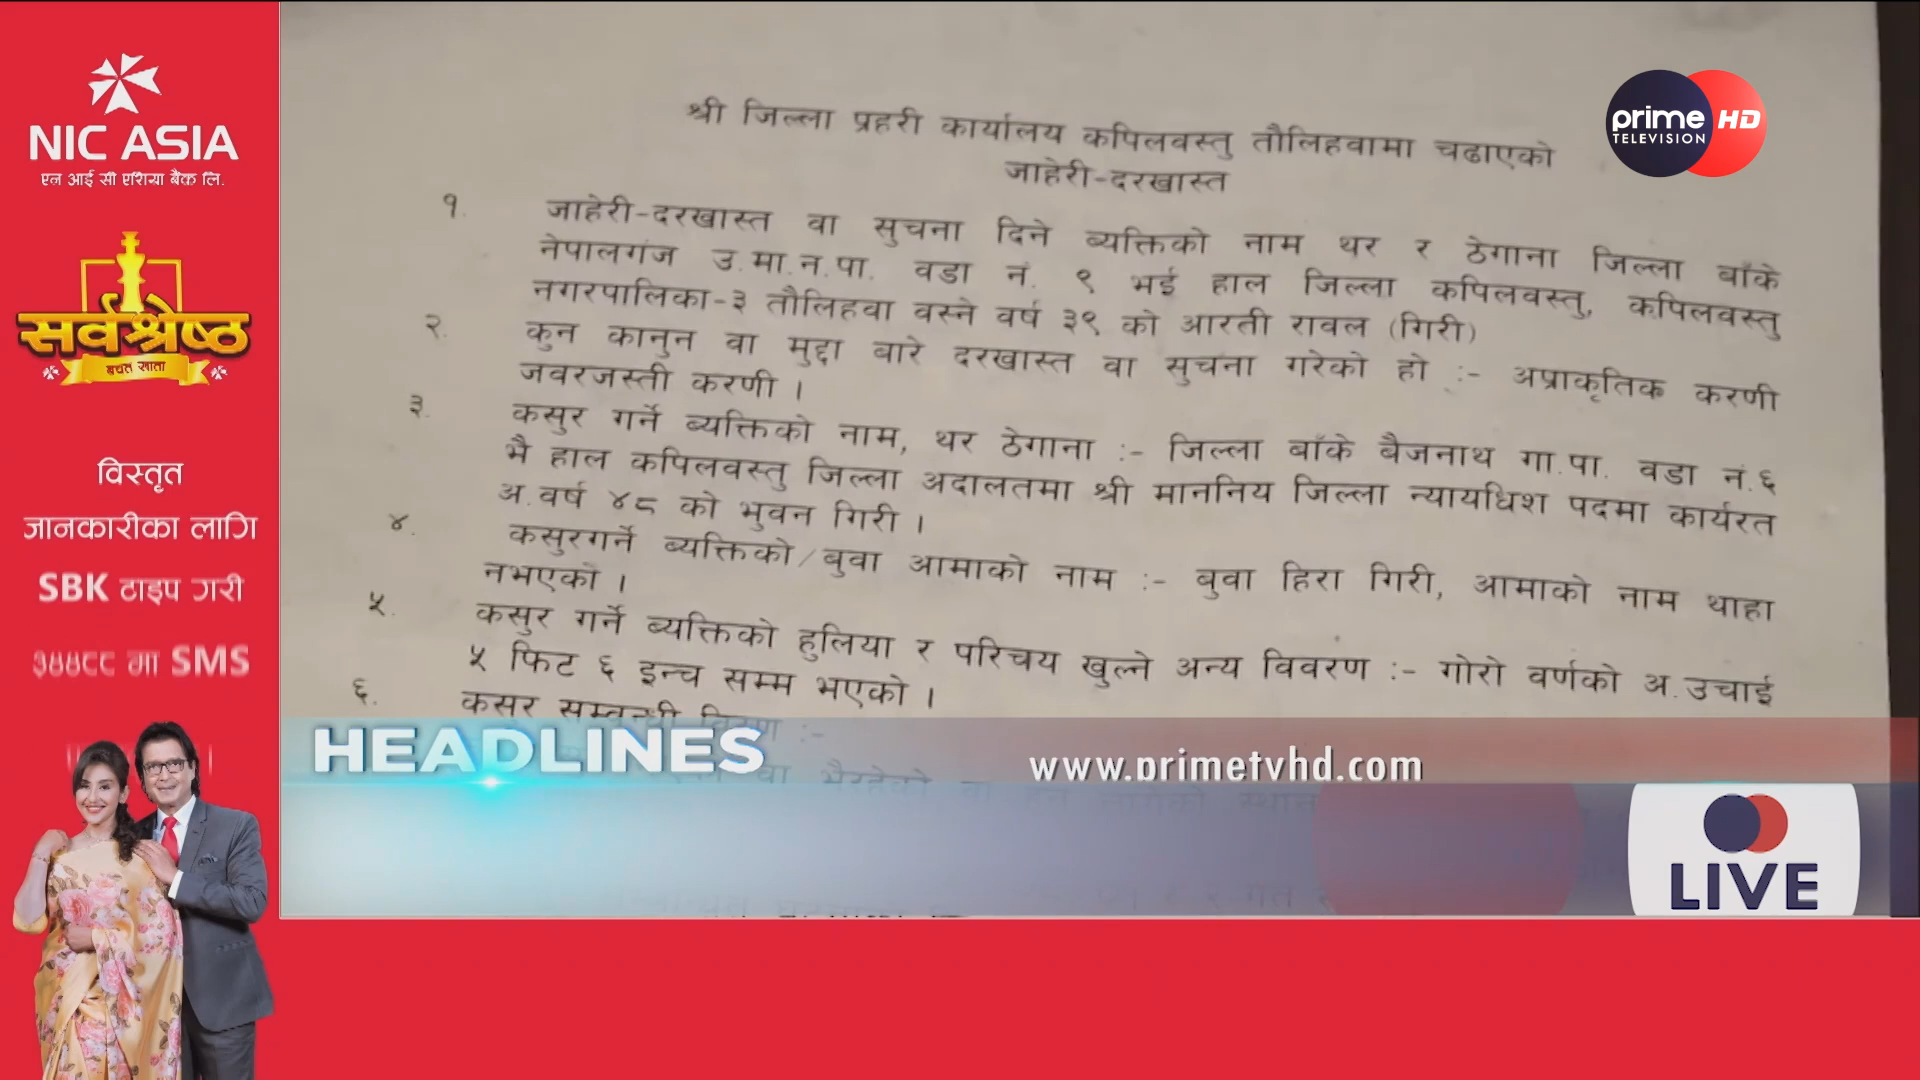 NIC ASIA
एन आई सी एशिया बैंक लि.
सर्वश्रेष्ठ
बचत खाता
विस्तृत
जानकारीका लागि
SBK टाइप गरी
३४४८८ मा SMS
prime HD
TELEVISION
श्री जिल्ला प्रहरी कार्यालय कपिलवस्तु तौलिहवामा चढाएको
जाहेरी-दरखास्त
१. जाहेरी-दरखास्त वा सुचना दिने ब्यक्तिको नाम थर र ठेगाना जिल्ला बाँके
नेपालगंज उ.मा.न.पा. वडा नं. ९ भई हाल जिल्ला कपिलवस्तु, कपिलवस्तु
नगरपालिका-३ तौलिहवा वस्ने वर्ष ३९ को आरती रावल (गिरी)
२. कुन कानुन वा मुद्दा बारे दरखास्त वा सुचना गरेको हो :- अप्राकृतिक करणी
जवरजस्ती करणी ।
३. कसुर गर्ने ब्यक्तिको नाम, थर ठेगाना :- जिल्ला बाँके बैजनाथ गा.पा. वडा नं.६
भै हाल कपिलवस्तु जिल्ला अदालतमा श्री माननिय जिल्ला न्यायधिश पदमा कार्यरत
अ.वर्ष ४८ को भुवन गिरी ।
४. कसुरगर्ने ब्यक्तिको/बुवा आमाको नाम :- बुवा हिरा गिरी, आमाको नाम थाहा
नभएको ।
५. कसुर गर्ने ब्यक्तिको हुलिया र परिचय खुल्ने अन्य विवरण :- गोरो वर्णको अ.उचाई
५ फिट ६ इन्च सम्म भएको ।
६. कसुर सम्वन्धी विवरण :-
HEADLINES
www.primetvhd.com
LIVE